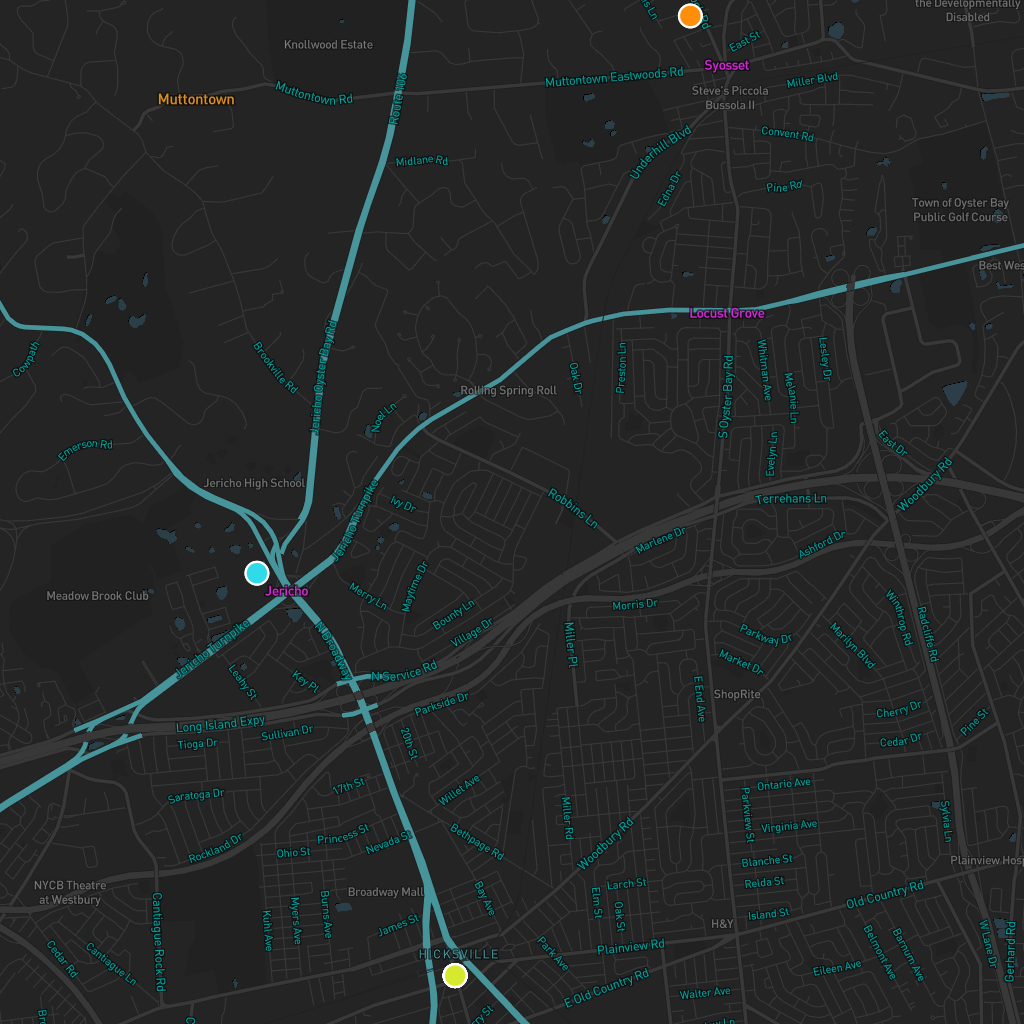 the Developmentally
Disabled
Knollwood Estate
East St
Syosset
Muttontown Eastwoods Rd
Miller Blvd
Steve's Piccola
Bussola II
Muttontown
Muttontown Rd
Route 106
Convent Rd
Underhill Blvd
Midlane Rd
Edna Dr
Pine Rd
Town of Oyster Bay
Public Golf Course
Best Wes
Locust Grove
Cowpath
Brookville Rd
Jericho Oyster Bay Rd
Oak Dr
Preston Ln
Whitman Ave
Lesley Dr
Melanie Ln
S Oyster Bay Rd
Rolling Spring Roll
Noel Ln
Emerson Rd
Evelyn Ln
East Dr
Woodbury Rd
Jericho High School
Ivy Dr
Robbins Ln
Terrehans Ln
Jericho Turnpike
Marlene Dr
Ashford Dr
Meadow Brook Club
Jericho
Merry Ln
Maytime Dr
Bounty Ln
Village Dr
Morris Dr
Miller Pl
Winthrop Rd
Radcliffe Rd
Parkway Dr
Marilyn Blvd
Market Dr
Jericho Turnpike
N Broadway
Leahy St
Key Pl
N Service Rd
E End Ave
ShopRite
Parkside Dr
Long Island Expy
Tioga Dr
Sullivan Dr
20th St
Cherry Dr
Cedar Dr
Pine St
17th St
Willet Ave
Saratoga Dr
Ontario Ave
Parkview St
Miller Rd
Woodbury Rd
Virginia Ave
Sylvia Ln
Rockland Dr
Princess St
Nevada St
Ohio St
Bethpage Rd
Blanche St
Plainview Hosp
NYCB Theatre
at Westbury
Cantiague Rock Rd
Broadway Mall
Bay Ave
Larch St
Elm St
Oak St
Relda St
Old Country Rd
Kuhl Ave
Myers Ave
Burns Ave
James St
H&Y
Island St
Cedar Rd
Cantiague Ln
HICKSVILLE
Park Ave
Plainview Rd
Belmont Ave
Barnum Ave
W Lane Dr
Gerhard Rd
Eileen Ave
E Old Country Rd
Walter Ave